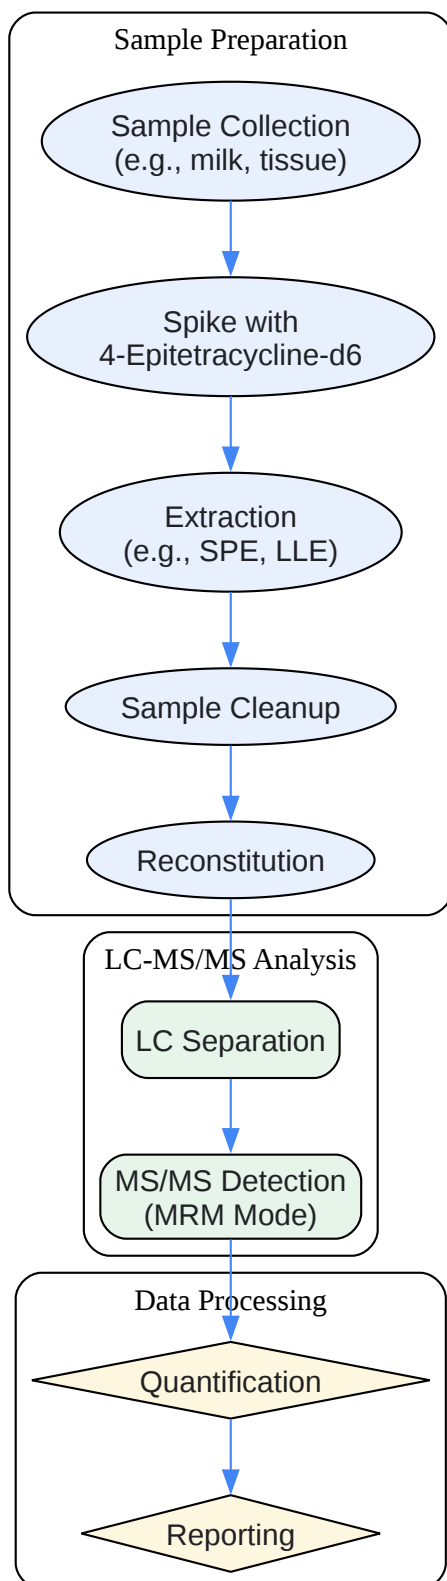 Sample Preparation
Sample Collection
(e.g., milk, tissue)
Spike with
4-Epitetracycline-d6
Extraction
(e.g., SPE, LLE)
Sample Cleanup
Reconstitution
LC-MS/MS Analysis
LC Separation
MS/MS Detection
(MRM Mode)
Data Processing
Quantification
Reporting